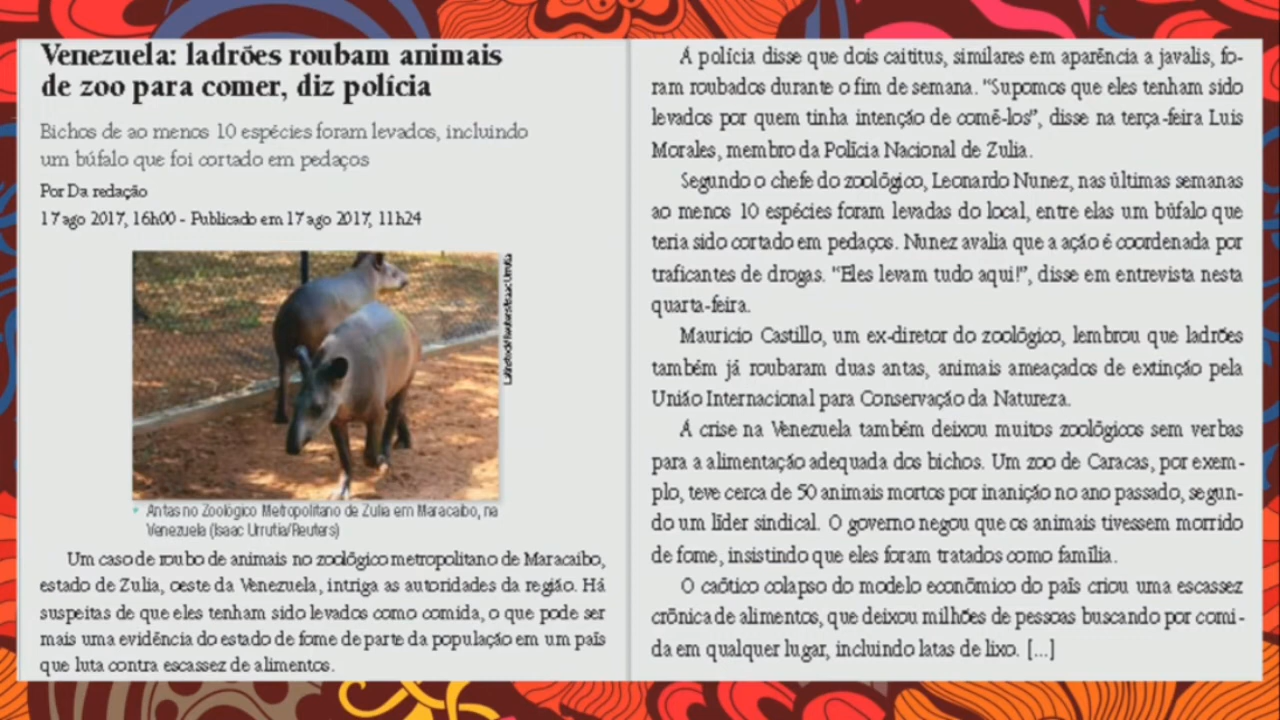 Venezuela: ladrões roubam animais
de zoo para comer, diz polícia
Bichos de ao menos 10 espécies foram levados, incluindo
um búfalo que foi cortado em pedaços
Por Da redação
17 ago 2017, 16h00 - Publicado em 17 ago 2017, 11h24
Latinstock/Reuters/Isaac Urrutia
Antas no Zoológico Metropolitano de Zulia em Maracaibo, na
Venezuela (Isaac Urrutia/Reuters)
Um caso de roubo de animais no zoológico metropolitano de Maracaibo,
estado de Zulia, oeste da Venezuela, intriga as autoridades da região. Há
suspeitas de que eles tenham sido levados como comida, o que pode ser
mais uma evidência do estado de fome de parte da população em um país
que luta contra escassez de alimentos.
A polícia disse que dois caititus, similares em aparência a javalis, fo-
ram roubados durante o fim de semana. “Supomos que eles tenham sido
levados por quem tinha intenção de comê-los”, disse na terça-feira Luis
Morales, membro da Polícia Nacional de Zulia.
Segundo o chefe do zoológico, Leonardo Nunez, nas últimas semanas
ao menos 10 espécies foram levadas do local, entre elas um búfalo que
teria sido cortado em pedaços. Nunez avalia que a ação é coordenada por
traficantes de drogas. “Eles levam tudo aqui!”, disse em entrevista nesta
quarta-feira.
Mauricio Castillo, um ex-diretor do zoológico, lembrou que ladrões
também já roubaram duas antas, animais ameaçados de extinção pela
União Internacional para Conservação da Natureza.
A crise na Venezuela também deixou muitos zoológicos sem verbas
para a alimentação adequada dos bichos. Um zoo de Caracas, por exem-
plo, teve cerca de 50 animais mortos por inanição no ano passado, segun-
do um líder sindical. O governo negou que os animais tivessem morrido
de fome, insistindo que eles foram tratados como família.
O caótico colapso do modelo econômico do país criou uma escassez
crônica de alimentos, que deixou milhões de pessoas buscando por comi-
da em qualquer lugar, incluindo latas de lixo. [...]